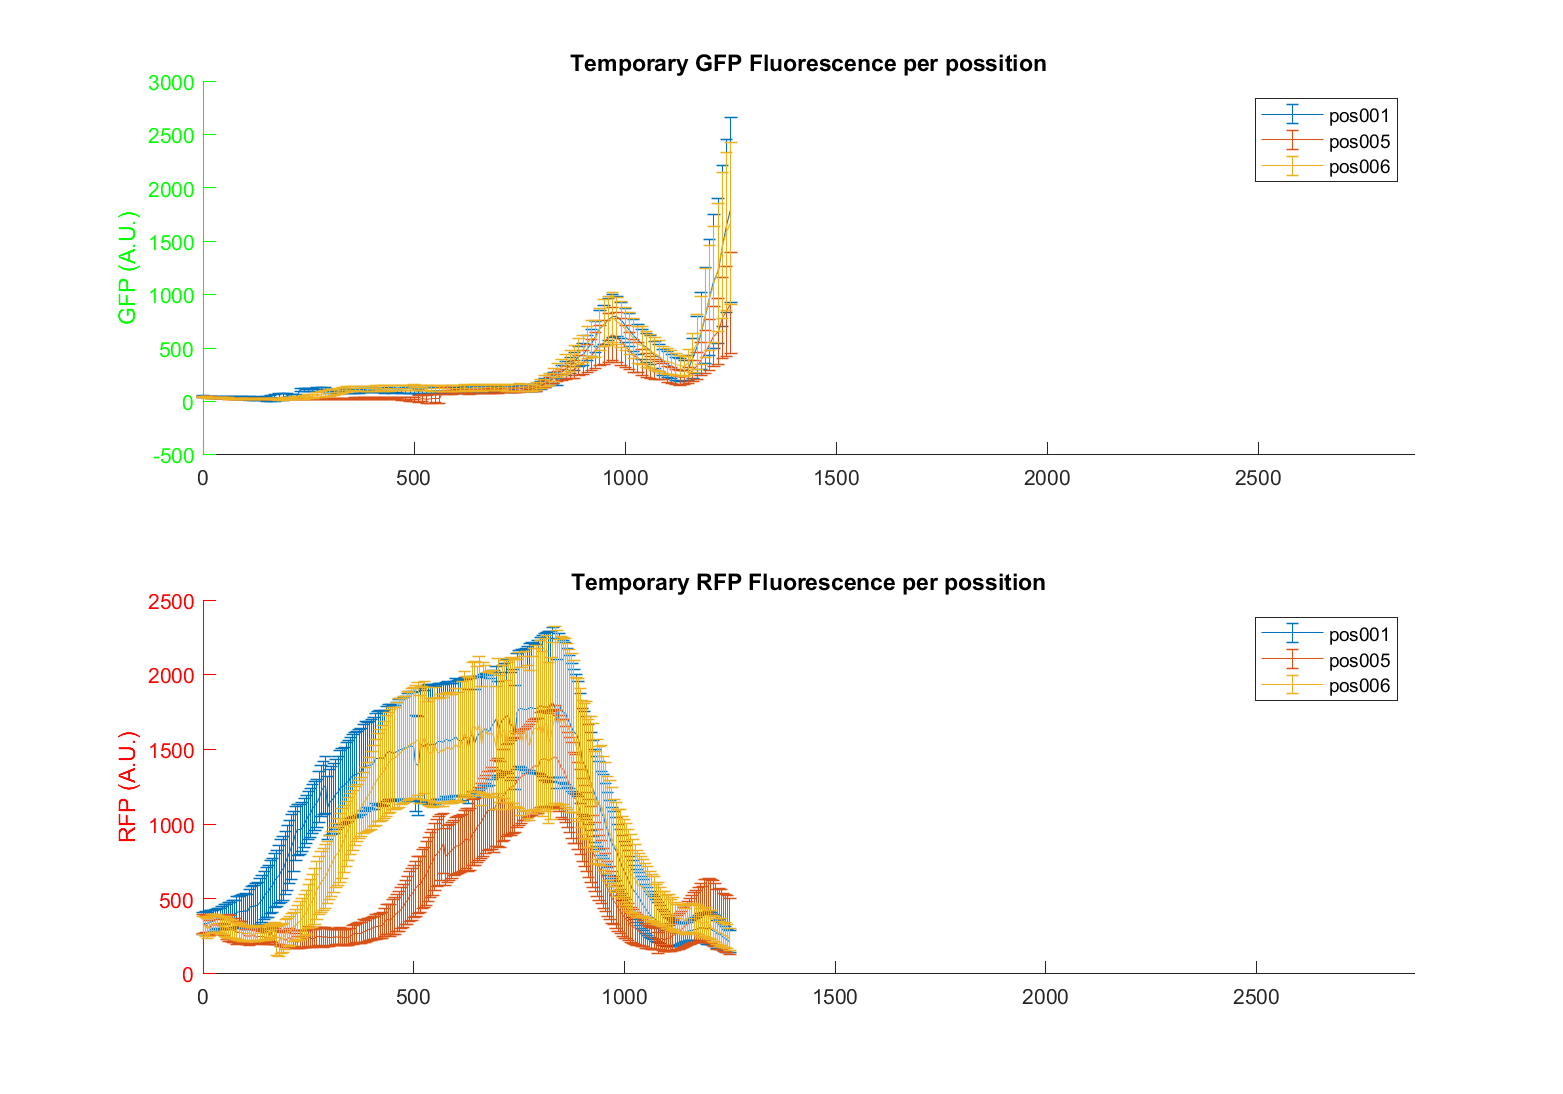 Temporary GFP Fluorescence per possition
3000
2500
2000
1500
1000
500
0
-500
GFP (A.U.)
0 500 1000 1500 2000 2500
pos001
pos005
pos006
Temporary RFP Fluorescence per possition
2500
2000
1500
1000
500
0
RFP (A.U.)
0 500 1000 1500 2000 2500
pos001
pos005
pos006